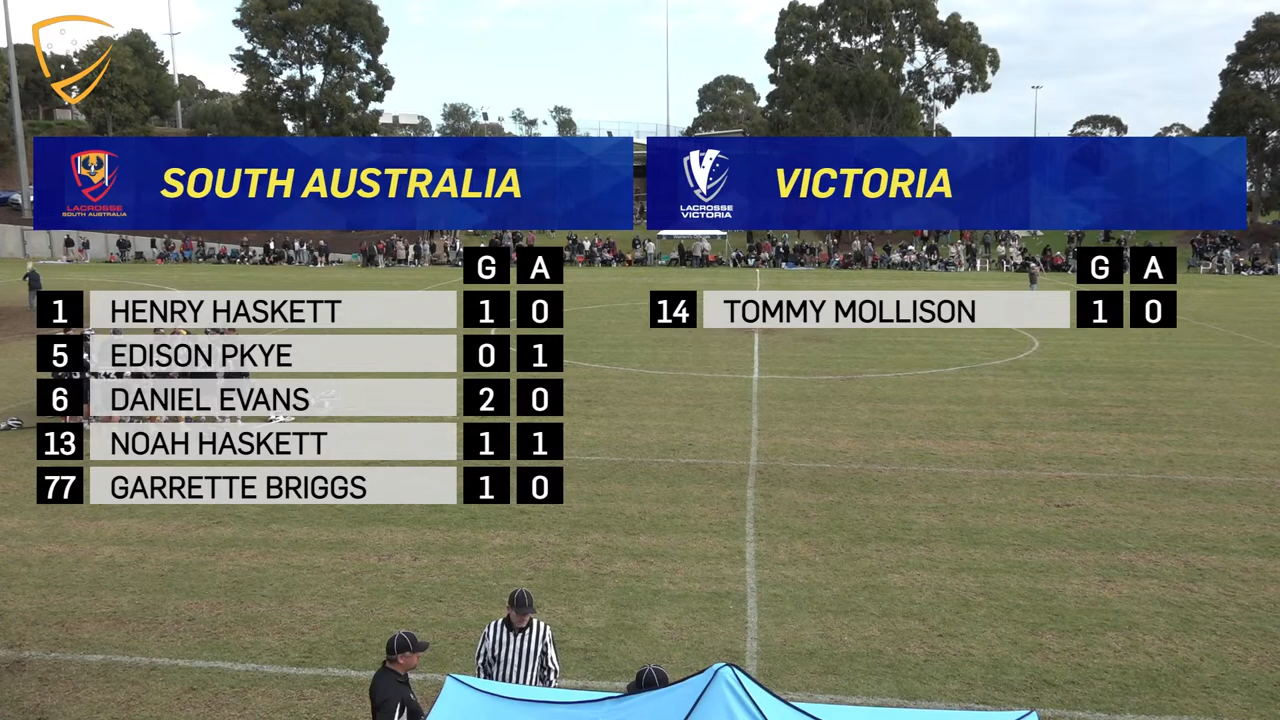 SOUTH AUSTRALIA
LACROSSE
SOUTH AUSTRALIA
G A
1 HENRY HASKETT 1 0
5 EDISON PKYE 0 1
6 DANIEL EVANS 2 0
13 NOAH HASKETT 1 1
77 GARRETTE BRIGGS 1 0
VICTORIA
LACROSSE
VICTORIA
G A
14 TOMMY MOLLISON 1 0